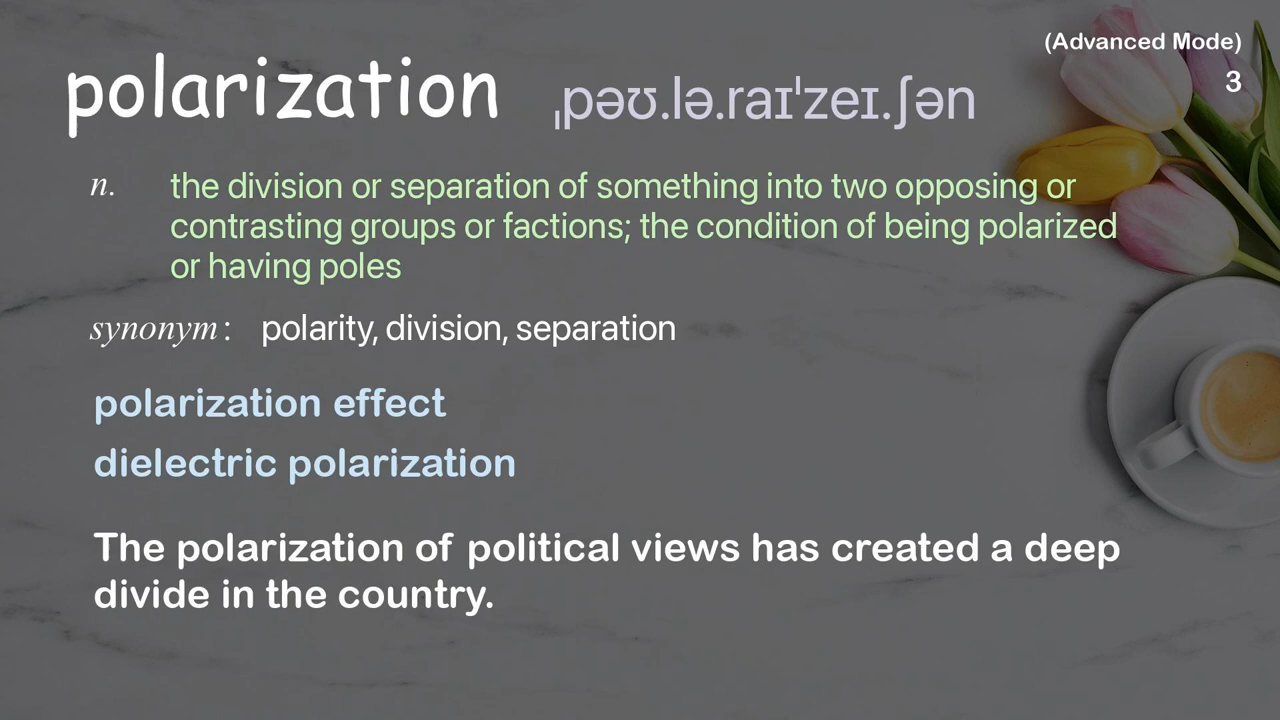 (Advanced Mode)
3
polarization ˌpəʊ.lə.raɪˈzeɪ.ʃən
n. the division or separation of something into two opposing or
contrasting groups or factions; the condition of being polarized
or having poles
synonym: polarity, division, separation
polarization effect
dielectric polarization
The polarization of political views has created a deep
divide in the country.